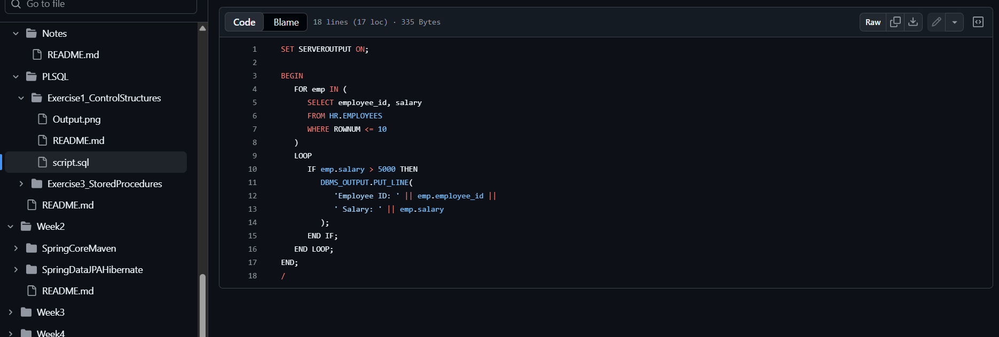 Go to file
Notes
README.md
PLSQL
Exercise1_ControlStructures
Output.png
README.md
script.sql
Exercise3_StoredProcedures
README.md
Week2
SpringCoreMaven
SpringDataJPAHibernate
README.md
Week3
Week4
Code Blame 18 lines (17 loc) · 335 Bytes Raw
1 SET SERVEROUTPUT ON;
2
3 BEGIN
4 FOR emp IN (
5 SELECT employee_id, salary
6 FROM HR.EMPLOYEES
7 WHERE ROWNUM <= 10
8 )
9 LOOP
10 IF emp.salary > 5000 THEN
11 DBMS_OUTPUT.PUT_LINE(
12 'Employee ID: ' || emp.employee_id ||
13 ' Salary: ' || emp.salary
14 );
15 END IF;
16 END LOOP;
17 END;
18 /